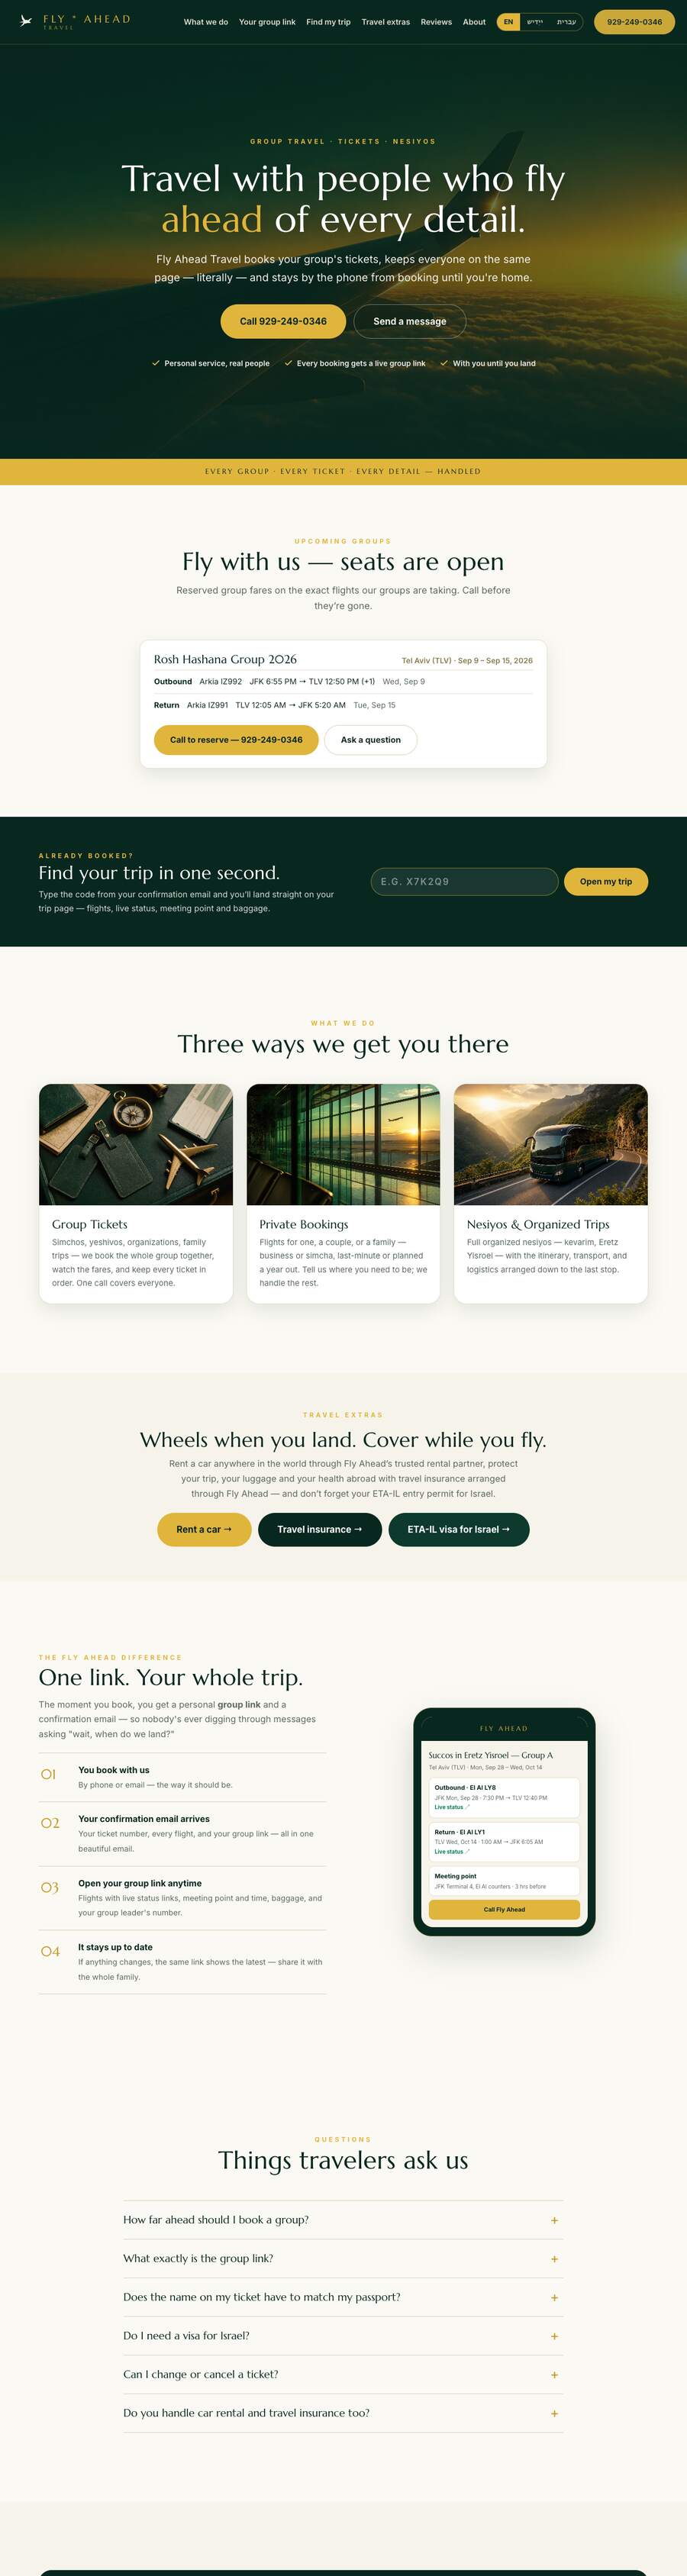 FLY ✦ AHEAD
TRAVEL
What we do
Your group link
Find my trip
Travel extras
Reviews
About
EN
ייִדיש
עברית
929-249-0346
GROUP TRAVEL · TICKETS · NESIYOS
Travel with people who fly
ahead of every detail.
Fly Ahead Travel books your group's tickets, keeps everyone on the same
page — literally — and stays by the phone from booking until you're home.
Call 929-249-0346
Send a message
Personal service, real people
Every booking gets a live group link
With you until you land
EVERY GROUP · EVERY TICKET · EVERY DETAIL — HANDLED
UPCOMING GROUPS
Fly with us — seats are open
Reserved group fares on the exact flights our groups are taking. Call before
they're gone.
Rosh Hashana Group 2026
Tel Aviv (TLV) · Sep 9 – Sep 15, 2026
Outbound Arkia IZ992 JFK 6:55 PM → TLV 12:50 PM (+1) Wed, Sep 9
Return Arkia IZ991 TLV 12:05 AM → JFK 5:20 AM Tue, Sep 15
Call to reserve — 929-249-0346
Ask a question
ALREADY BOOKED?
Find your trip in one second.
Type the code from your confirmation email and you'll land straight on your
trip page — flights, live status, meeting point and baggage.
E.G. X7K2Q9
Open my trip
WHAT WE DO
Three ways we get you there
Group Tickets
Simchos, yeshivos, organizations, family
trips — we book the whole group together,
watch the fares, and keep every ticket in
order. One call covers everyone.
Private Bookings
Flights for one, a couple, or a family —
business or simcha, last-minute or planned
a year out. Tell us where you need to be; we
handle the rest.
Nesiyos & Organized Trips
Full organized nesiyos — kevarim, Eretz
Yisroel — with the itinerary, transport, and
logistics arranged down to the last stop.
TRAVEL EXTRAS
Wheels when you land. Cover while you fly.
Rent a car anywhere in the world through Fly Ahead's trusted rental partner, protect
your trip, your luggage and your health abroad with travel insurance arranged
through Fly Ahead — and don't forget your ETA-IL entry permit for Israel.
Rent a car →
Travel insurance →
ETA-IL visa for Israel →
THE FLY AHEAD DIFFERENCE
One link. Your whole trip.
The moment you book, you get a personal group link and a
confirmation email — so nobody's ever digging through messages
asking "wait, when do we land?"
01
You book with us
By phone or email — the way it should be.
02
Your confirmation email arrives
Your ticket number, every flight, and your group link — all in one
beautiful email.
03
Open your group link anytime
Flights with live status links, meeting point and time, baggage, and
your group leader's number.
04
It stays up to date
If anything changes, the same link shows the latest — share it with
the whole family.
FLY AHEAD
Succos in Eretz Yisroel — Group A
Tel Aviv (TLV) · Mon, Sep 28 – Wed, Oct 14
Outbound · El Al LY8
JFK Mon, Sep 28 · 7:30 PM → TLV 12:40 PM
Live status ↗
Return · El Al LY1
TLV Wed, Oct 14 · 1:00 AM → JFK 6:05 AM
Live status ↗
Meeting point
JFK Terminal 4, El Al counters · 3 hrs before
Call Fly Ahead
QUESTIONS
Things travelers ask us
How far ahead should I book a group? +
What exactly is the group link? +
Does the name on my ticket have to match my passport? +
Do I need a visa for Israel? +
Can I change or cancel a ticket? +
Do you handle car rental and travel insurance too? +